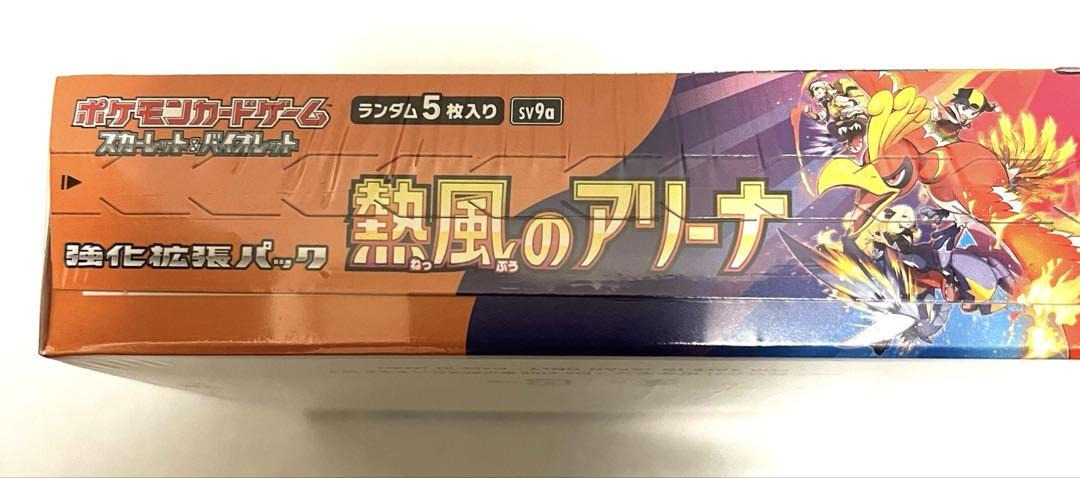 ポケモンカードゲーム
スカーレット&バイオレット
ランダム5枚入り
sv9a
強化拡張パック
熱風のアリーナ
ねっ ぷう